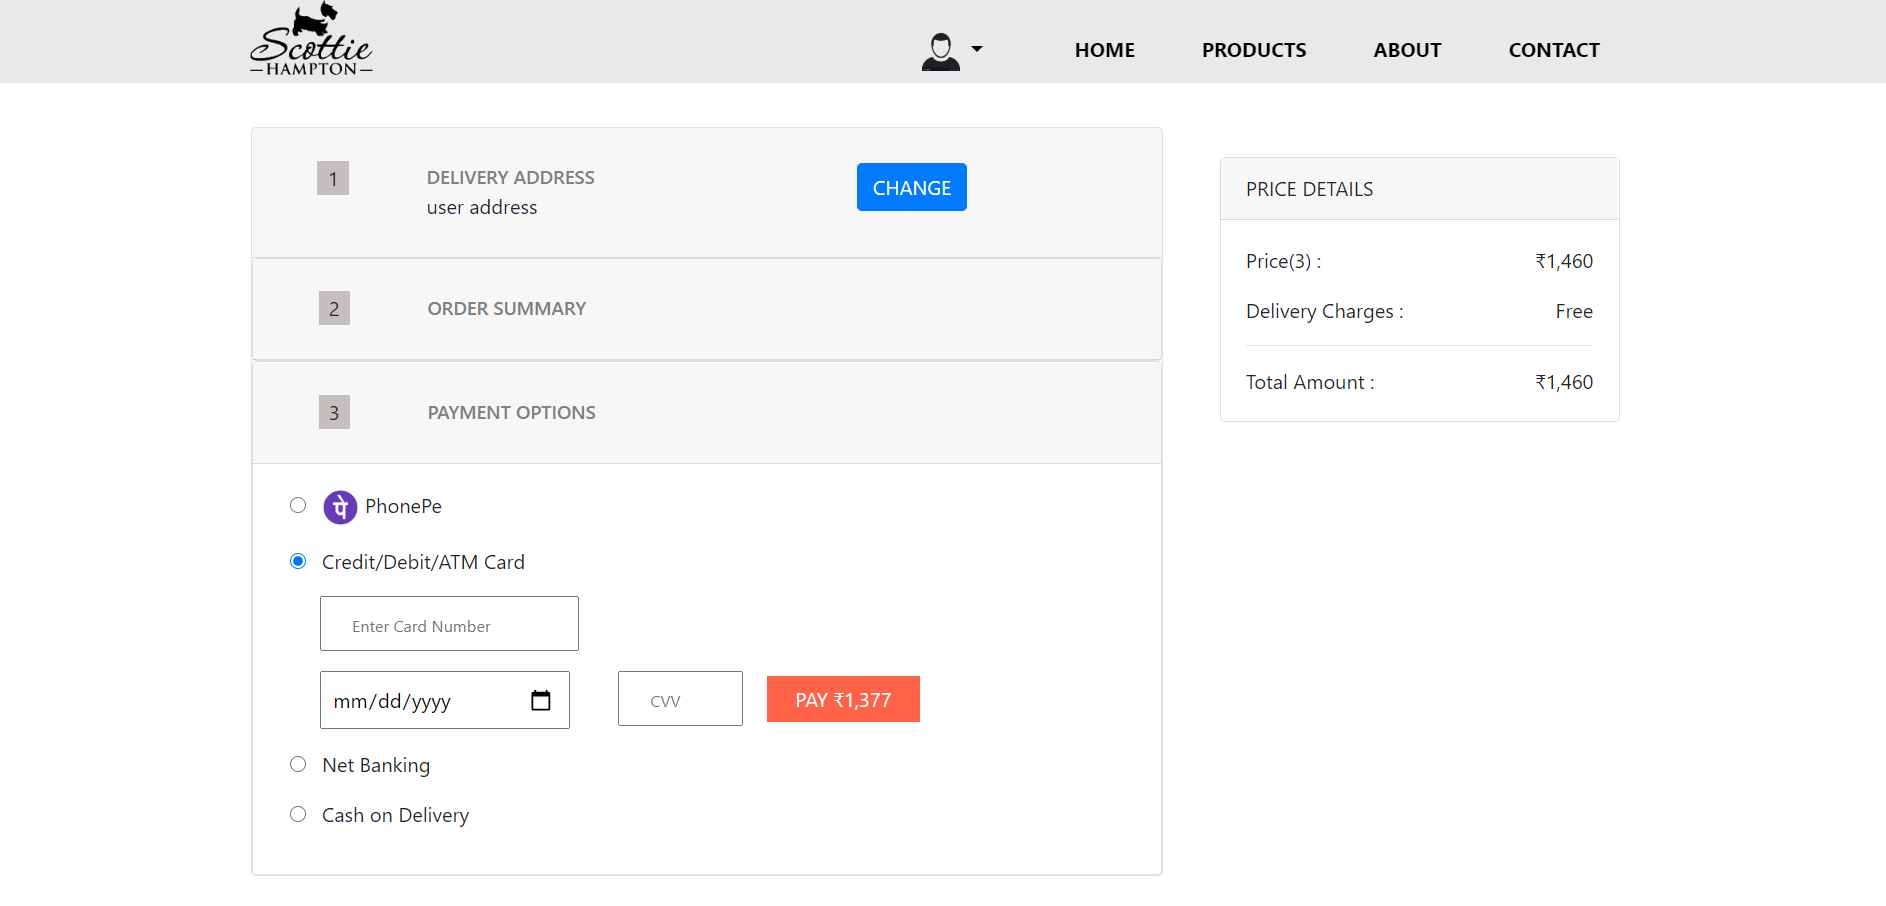 Scottie
HAMPTON
HOME PRODUCTS ABOUT CONTACT
1 DELIVERY ADDRESS CHANGE
user address
2 ORDER SUMMARY
3 PAYMENT OPTIONS
पे PhonePe
Credit/Debit/ATM Card
Enter Card Number
mm/dd/yyyy CVV PAY ₹1,377
Net Banking
Cash on Delivery
PRICE DETAILS
Price(3) : ₹1,460
Delivery Charges : Free
Total Amount : ₹1,460